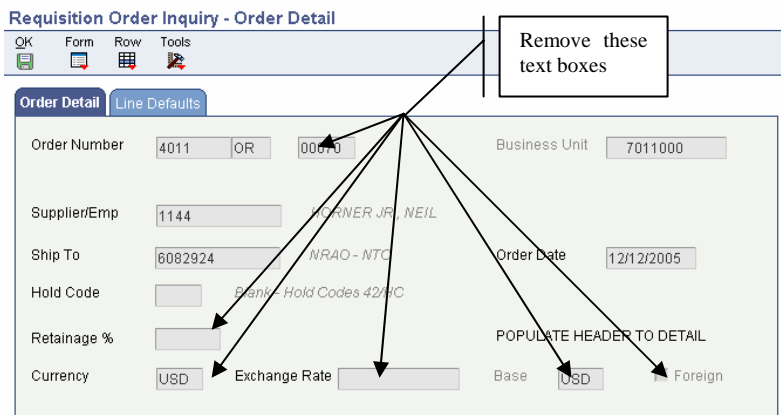 Requisition Order Inquiry - Order Detail
OK Form Row Tools
Remove these
text boxes
Order Detail Line Defaults
Order Number 4011 OR 00070 Business Unit 7011000
Supplier/Emp 1144 HORNER JR, NEIL
Ship To 6082924 NRAO - NTC Order Date 12/12/2005
Hold Code Blank - Hold Codes 42/HC
Retainage % POPULATE HEADER TO DETAIL
Currency USD Exchange Rate Base USD Foreign